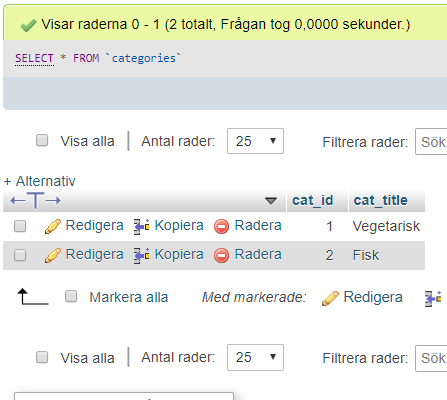 Visar raderna 0 - 1 (2 totalt, Frågan tog 0,0000 sekunder.)
SELECT * FROM `categories`
Visa alla Antal rader: 25 Filtrera rader: Sök
+ Alternativ
cat_id cat_title
Redigera Kopiera Radera 1 Vegetarisk
Redigera Kopiera Radera 2 Fisk
Markera alla Med markerade: Redigera
Visa alla Antal rader: 25 Filtrera rader: Sök